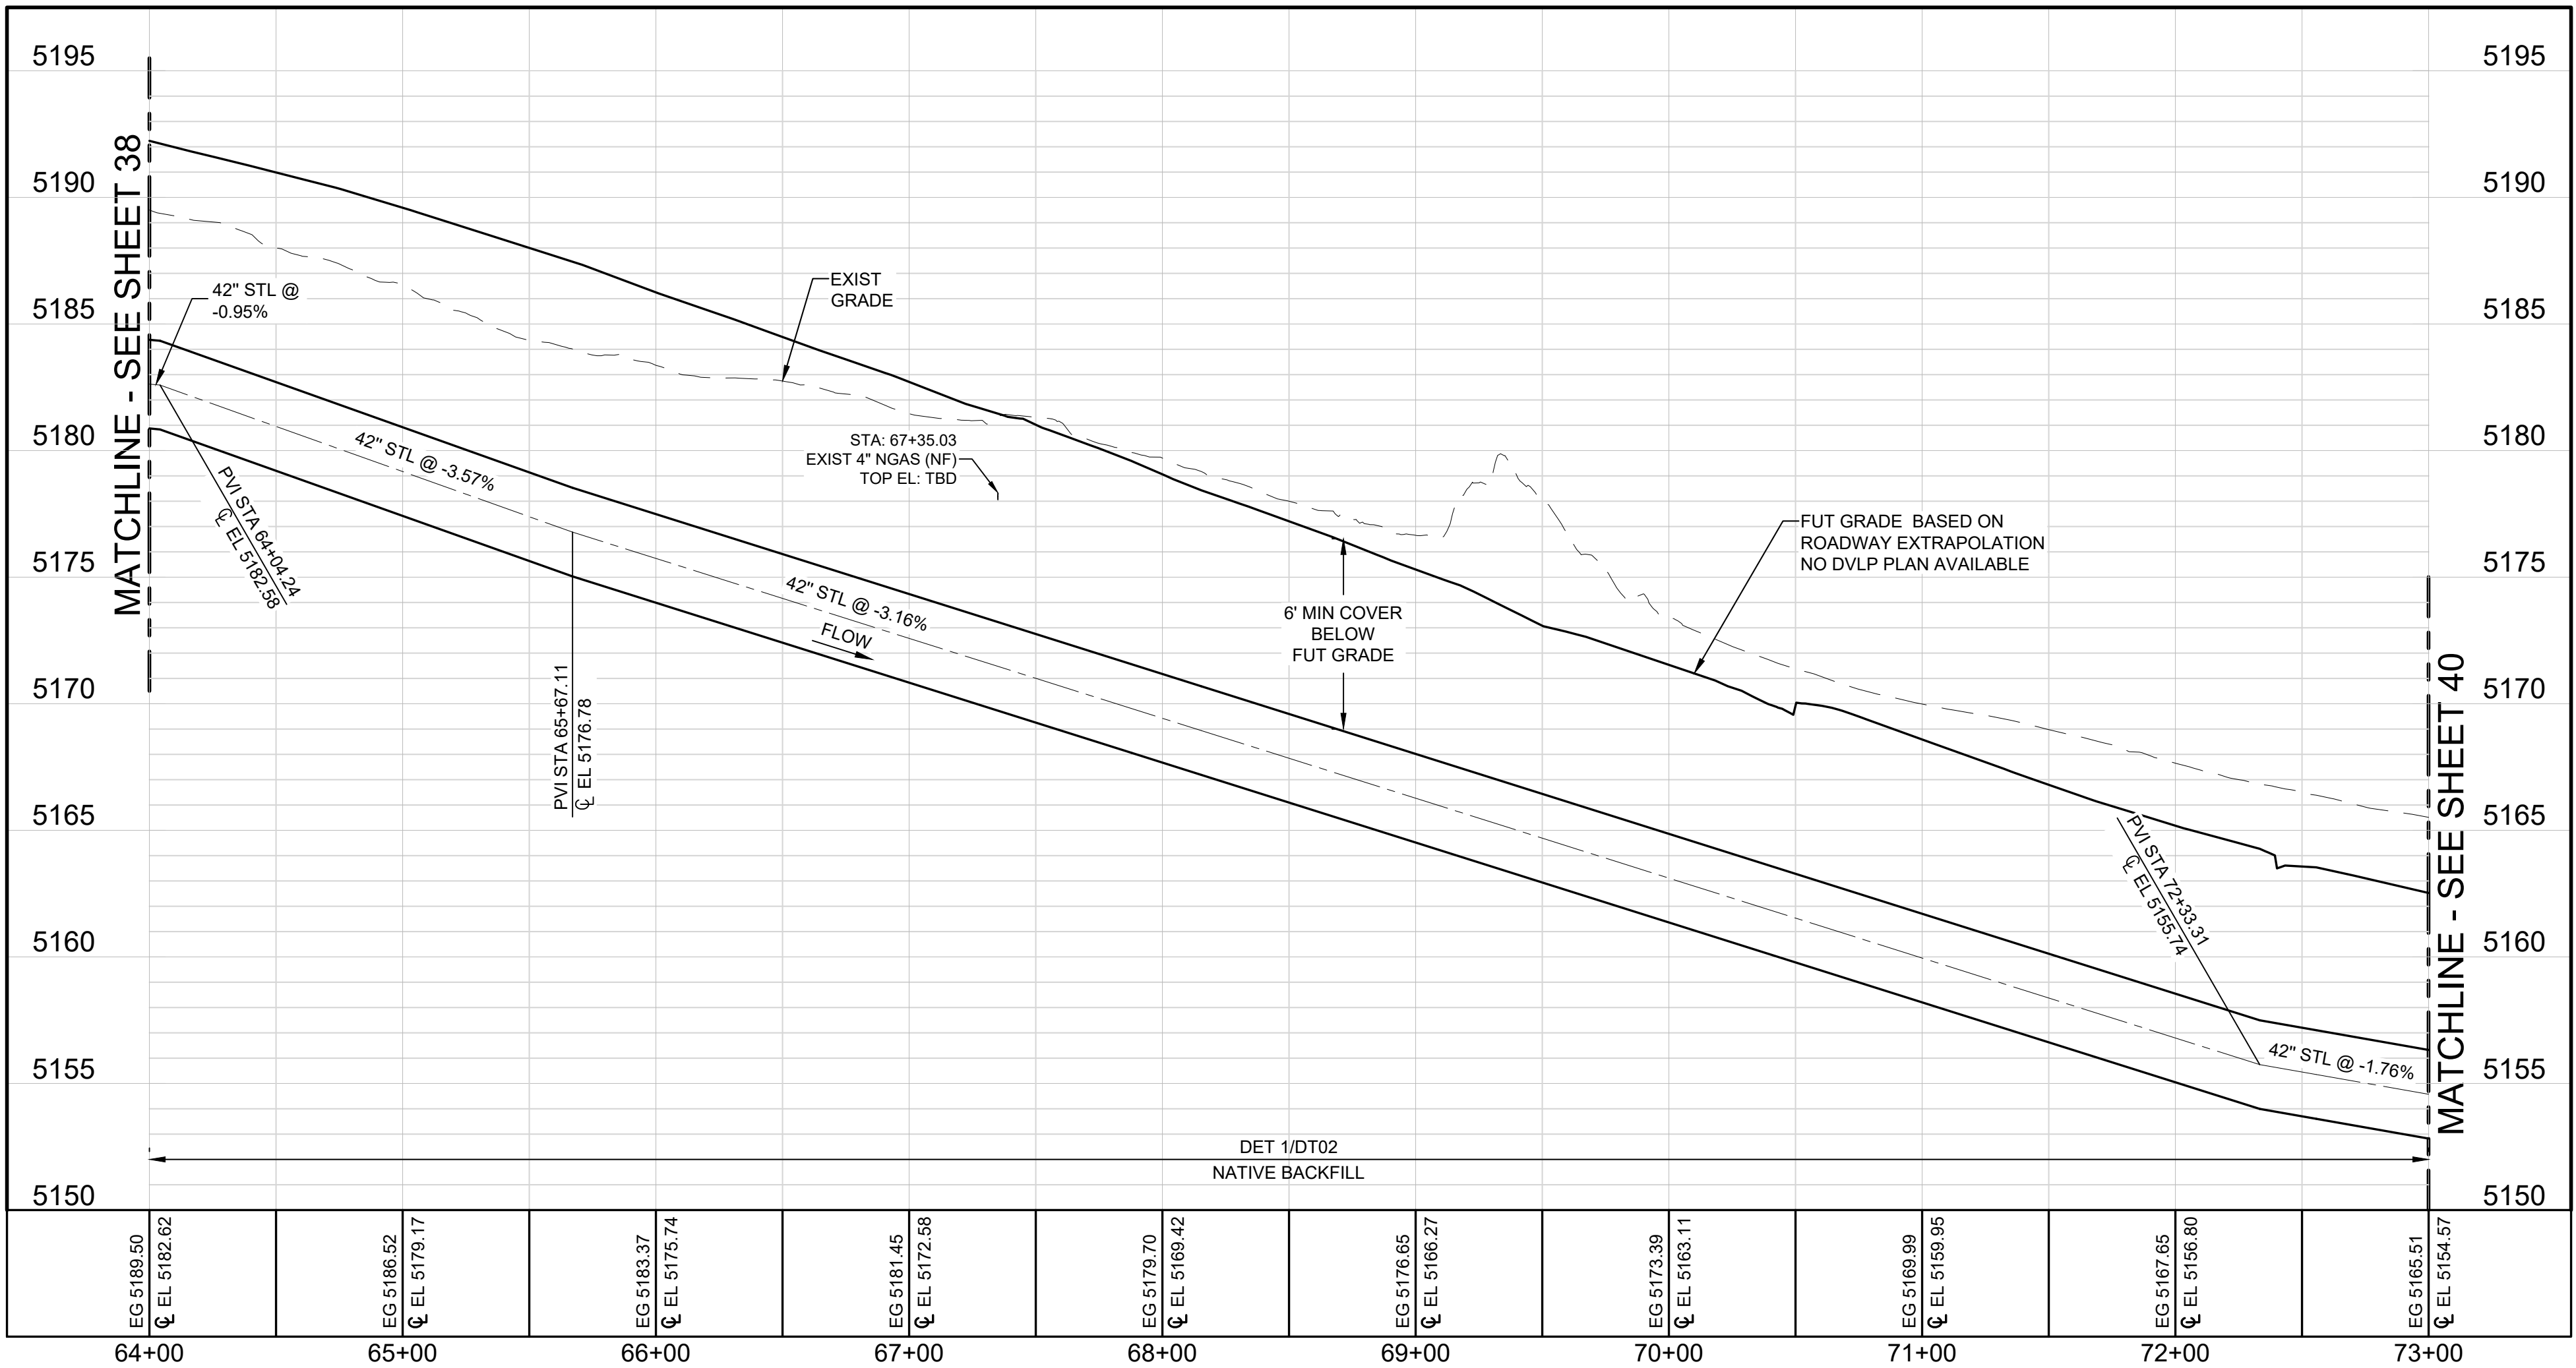 5195
5190
5185
5180
5175
5170
5165
5160
5155
5150
MATCHLINE - SEE SHEET 38
42" STL @
-0.95%
PVI STA 64+04.24
℄ EL 5182.58
42" STL @ -3.57%
PVI STA 65+67.11
℄ EL 5176.78
EXIST
GRADE
STA: 67+35.03
EXIST 4" NGAS (NF)
TOP EL: TBD
42" STL @ -3.16%
FLOW
6' MIN COVER
BELOW
FUT GRADE
FUT GRADE BASED ON
ROADWAY EXTRAPOLATION
NO DVLP PLAN AVAILABLE
PVI STA 72+33.31
℄ EL 5155.74
42" STL @ -1.76%
DET 1/DT02
NATIVE BACKFILL
MATCHLINE - SEE SHEET 40
5195
5190
5185
5180
5175
5170
5165
5160
5155
5150
EG 5189.50
℄ EL 5182.62
EG 5186.52
℄ EL 5179.17
EG 5183.37
℄ EL 5175.74
EG 5181.45
℄ EL 5172.58
EG 5179.70
℄ EL 5169.42
EG 5176.65
℄ EL 5166.27
EG 5173.39
℄ EL 5163.11
EG 5169.99
℄ EL 5159.95
EG 5167.65
℄ EL 5156.80
EG 5165.51
℄ EL 5154.57
64+00 65+00 66+00 67+00 68+00 69+00 70+00 71+00 72+00 73+00